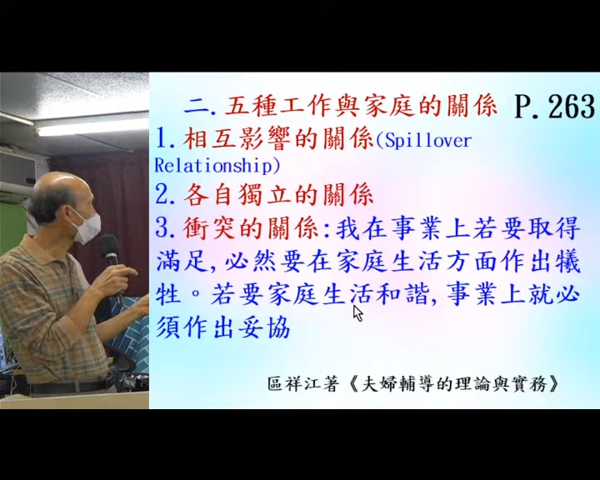 二.五種工作與家庭的關係 P.263
1.相互影響的關係(Spillover
Relationship)
2.各自獨立的關係
3.衝突的關係:我在事業上若要取得
滿足,必然要在家庭生活方面作出犧
牲。若要家庭生活和諧,事業上就必
須作出妥協
區祥江著《夫婦輔導的理論與實務》